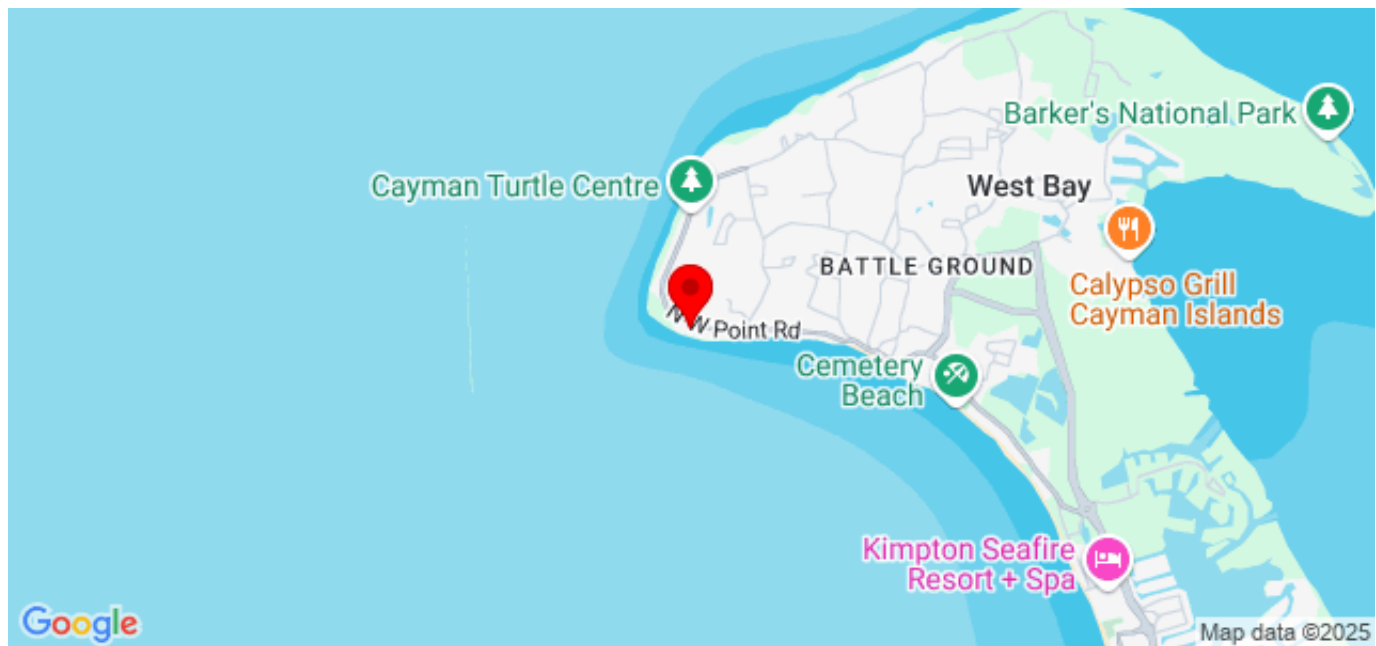 Barker's National Park
Cayman Turtle Centre
West Bay
BATTLE GROUND
Calypso Grill
Cayman Islands
NW Point Rd
Cemetery
Beach
Kimpton Seafire
Resort + Spa
Google
Map data ©2025